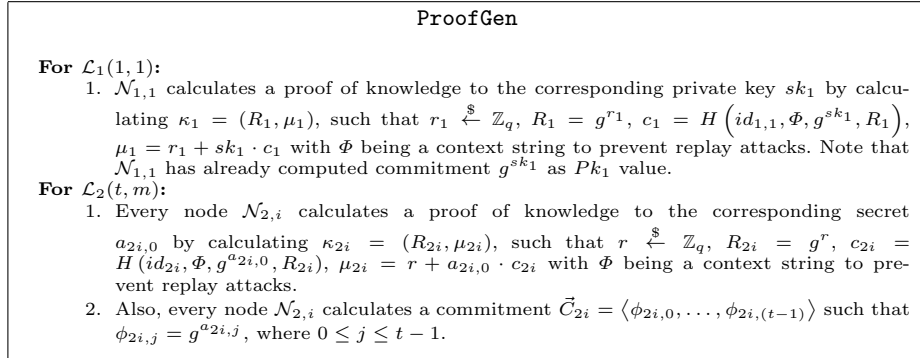 ProofGen
For 𝓛₁(1, 1):
1. 𝒩₁,₁ calculates a proof of knowledge to the corresponding private key sk₁ by calcu-
lating κ₁ = (R₁, μ₁), such that r₁ $← ℤ_q, R₁ = g^{r₁}, c₁ = H(id₁,₁, Φ, g^{sk₁}, R₁),
μ₁ = r₁ + sk₁ · c₁ with Φ being a context string to prevent replay attacks. Note that
𝒩₁,₁ has already computed commitment g^{sk₁} as Pk₁ value.
For 𝓛₂(t, m):
1. Every node 𝒩_{2,i} calculates a proof of knowledge to the corresponding secret
a_{2i,0} by calculating κ_{2i} = (R_{2i}, μ_{2i}), such that r $← ℤ_q, R_{2i} = g^r, c_{2i} =
H(id_{2i}, Φ, g^{a_{2i,0}}, R_{2i}), μ_{2i} = r + a_{2i,0} · c_{2i} with Φ being a context string to pre-
vent replay attacks.
2. Also, every node 𝒩_{2,i} calculates a commitment C⃗_{2i} = ⟨φ_{2i,0}, . . . , φ_{2i,(t−1)}⟩ such that
φ_{2i,j} = g^{a_{2i,j}}, where 0 ≤ j ≤ t − 1.